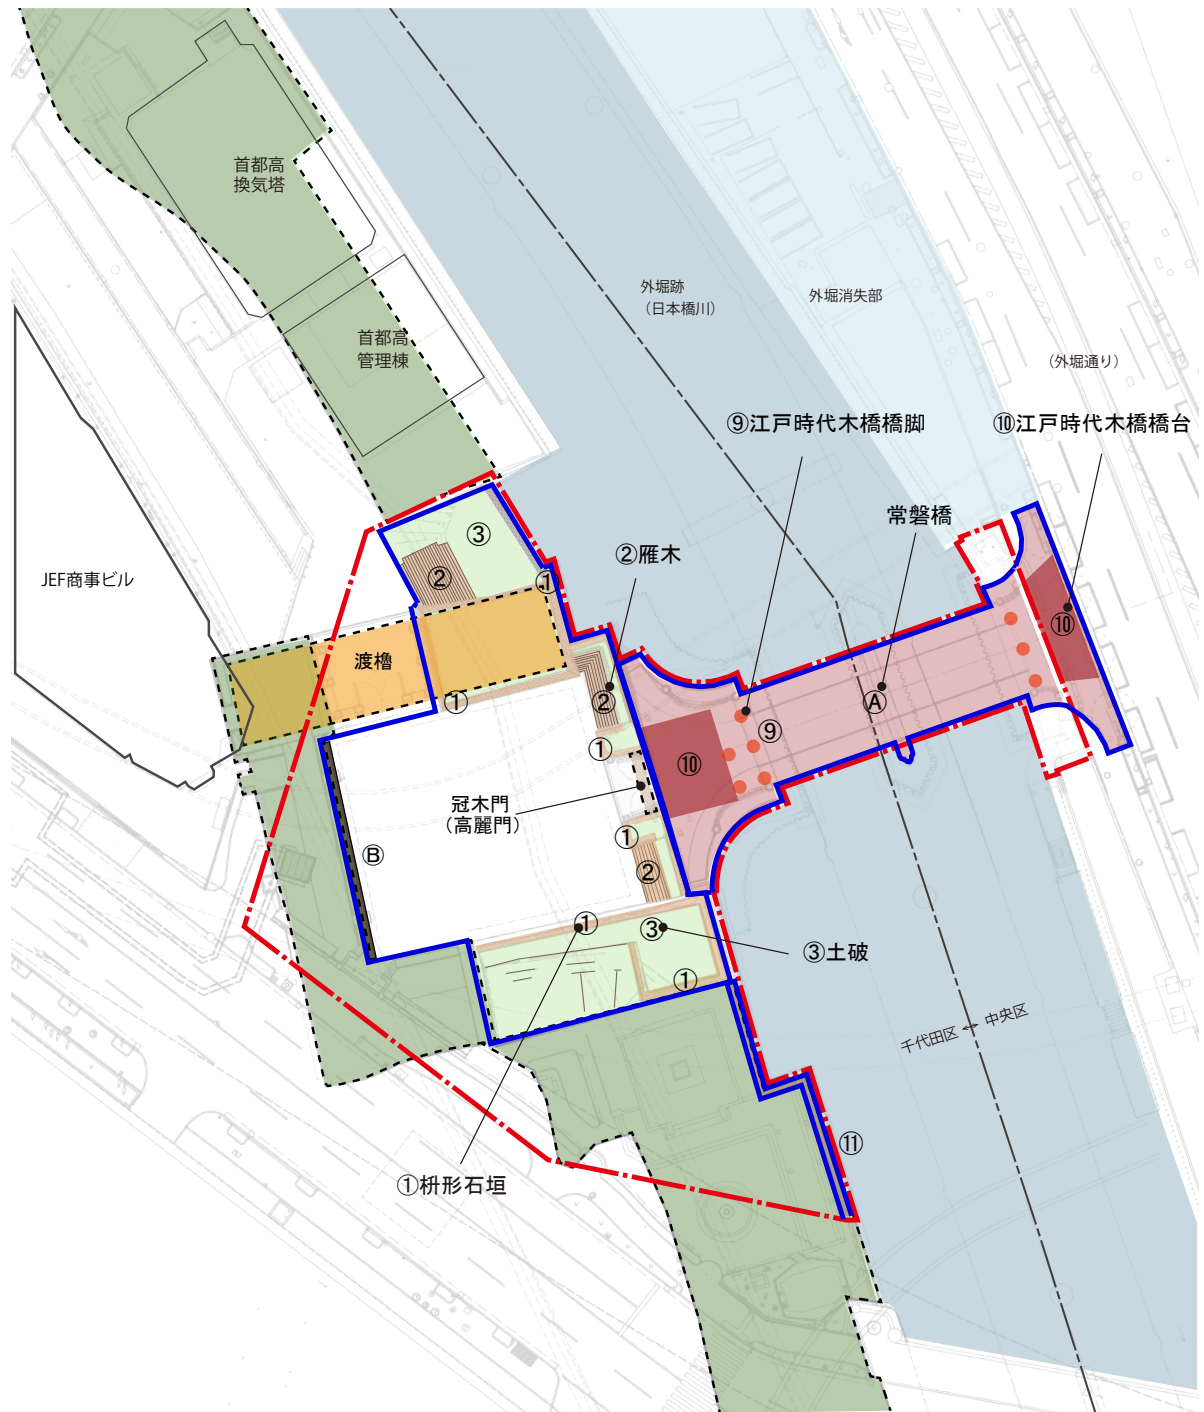 首都高
換気塔
外堀跡
（日本橋川）
外堀消失部
首都高
管理棟
（外堀通り）
⑨江戸時代木橋橋脚
⑩江戸時代木橋橋台
常磐橋
③
②雁木
JEF商事ビル
②
①
⑩
渡櫓
①
②
Ⓐ
⑨
①
⑩
冠木門
（高麗門）
①
Ⓑ
②
①
③
③土破
①
千代田区 ↔ 中央区
⑪
①枡形石垣